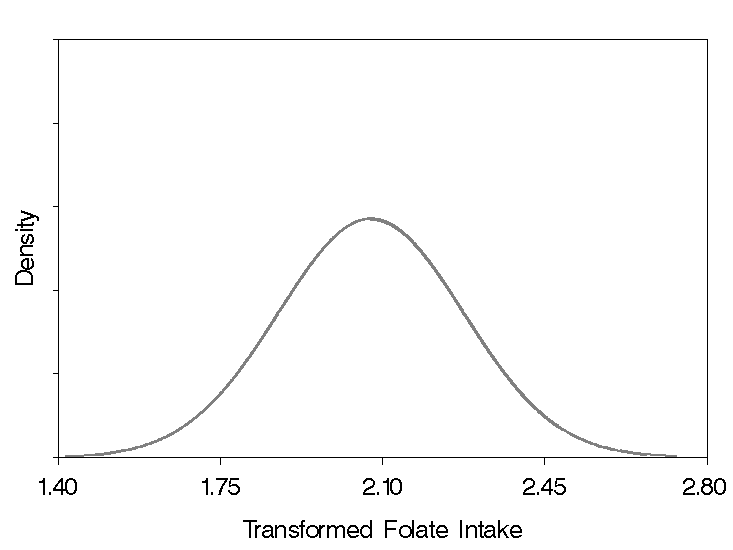 Density
1.40 1.75 2.10 2.45 2.80
Transformed Folate Intake